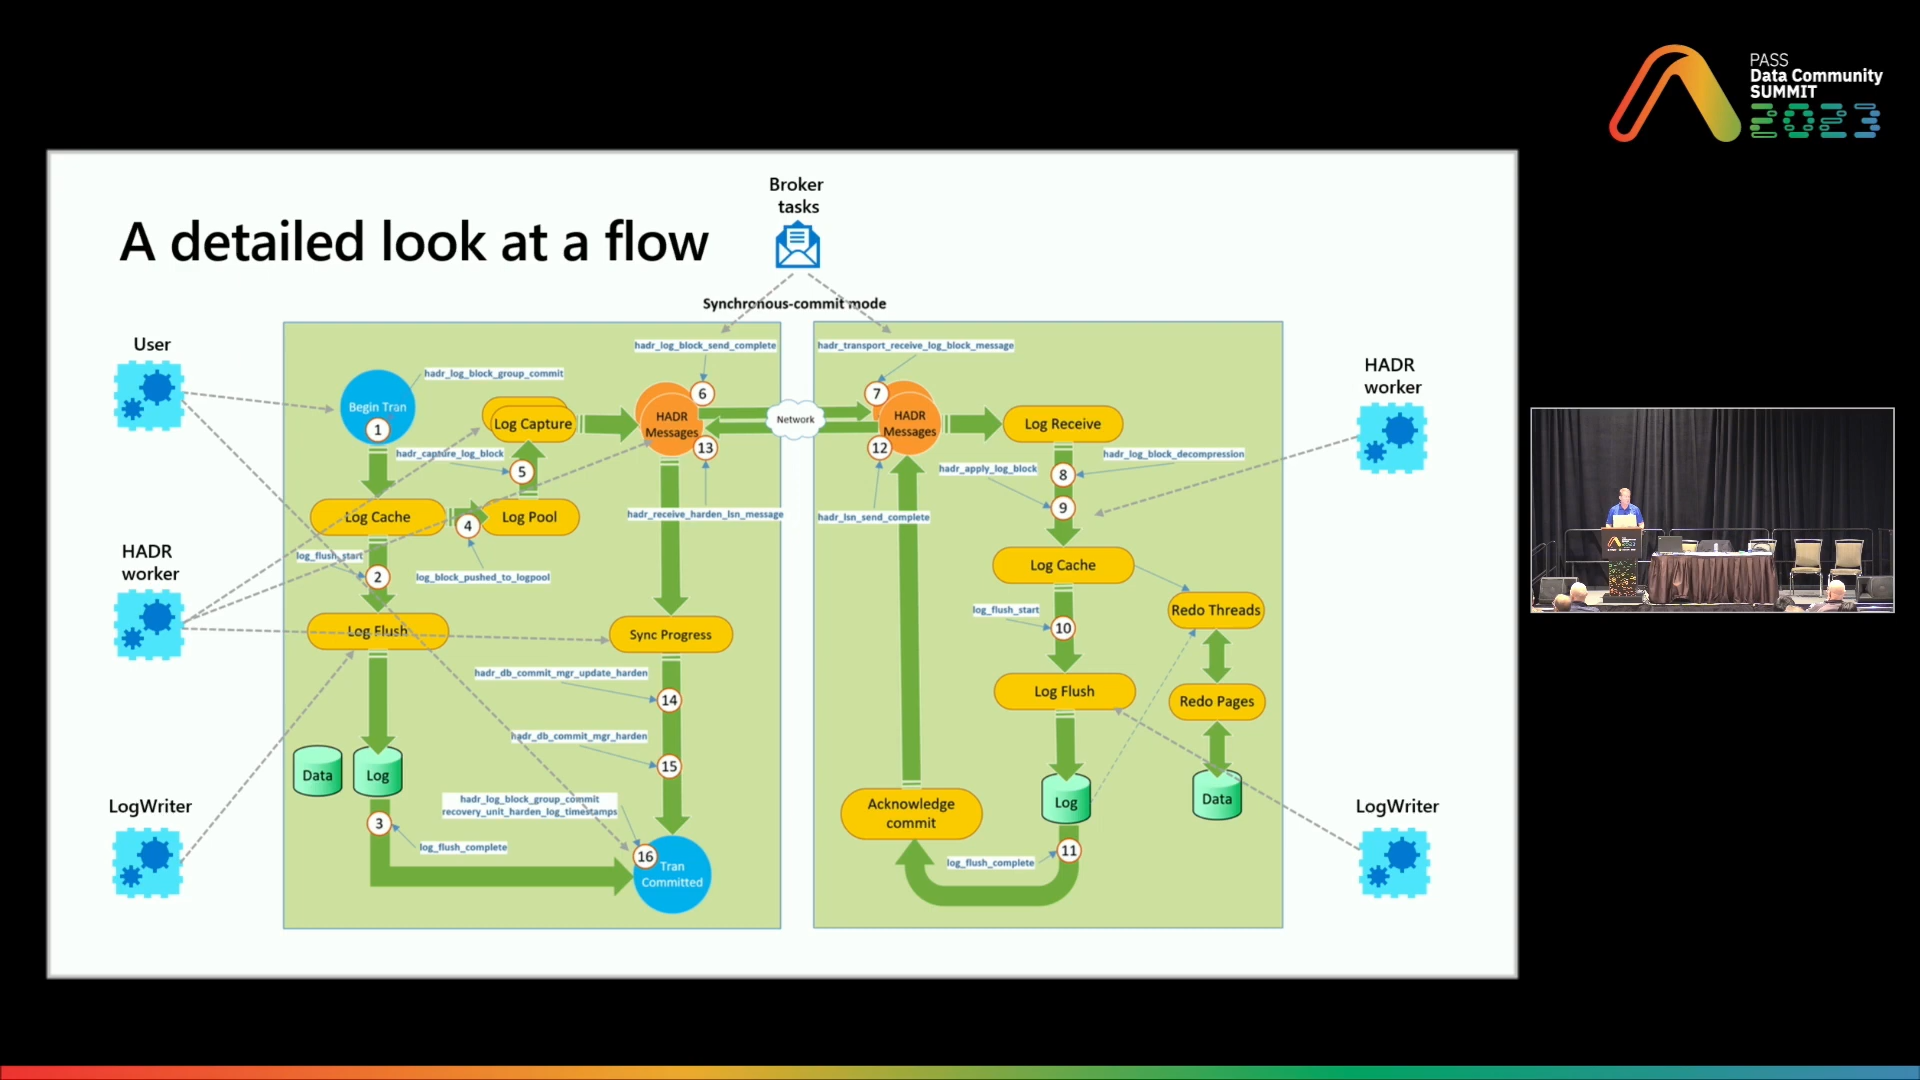 PASS
Data Community
SUMMIT
2023
Broker
tasks
A detailed look at a flow
Synchronous-commit mode
User
HADR
worker
LogWriter
hadr_log_block_group_commit
Begin Tran
1
hadr_capture_log_block
5
Log Capture
Log Cache
4
Log Pool
log_flush_start
2
log_block_pushed_to_logpool
Log Flush
Data
Log
3
log_flush_complete
hadr_log_block_send_complete
6
HADR
Messages
13
hadr_receive_harden_lsn_message
Sync Progress
hadr_db_commit_mgr_update_harden
14
hadr_db_commit_mgr_harden
15
hadr_log_block_group_commit
recovery_unit_harden_log_timestamps
16
Tran
Committed
Network
hadr_transport_receive_log_block_message
7
HADR
Messages
12
hadr_lsn_send_complete
Log Receive
hadr_log_block_decompression
hadr_apply_log_block
8
9
Log Cache
log_flush_start
10
Redo Threads
Log Flush
Redo Pages
Log
Data
Acknowledge
commit
log_flush_complete
11
HADR
worker
LogWriter